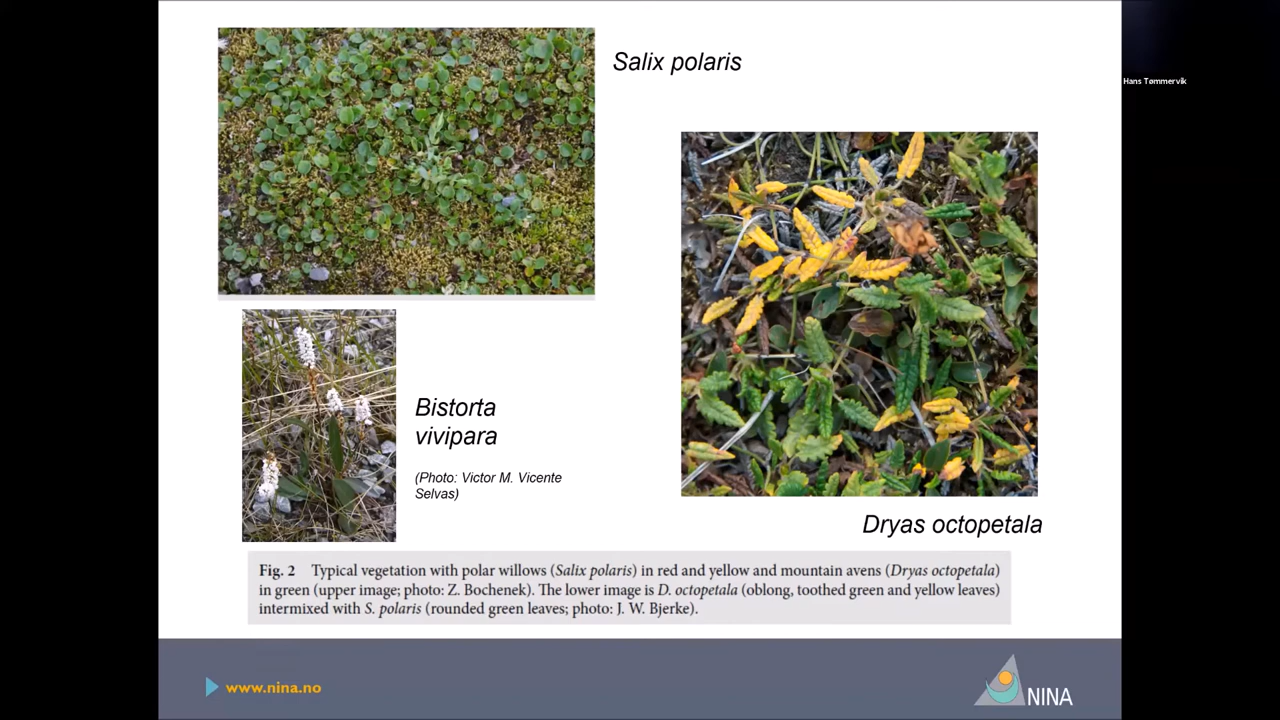 Salix polaris
Hans Tømmervik
Bistorta
vivipara
(Photo: Victor M. Vicente
Selvas)
Dryas octopetala
Fig. 2 Typical vegetation with polar willows (Salix polaris) in red and yellow and mountain avens (Dryas octopetala)
in green (upper image; photo: Z. Bochenek). The lower image is D. octopetala (oblong, toothed green and yellow leaves)
intermixed with S. polaris (rounded green leaves; photo: J. W. Bjerke).
www.nina.no
NINA